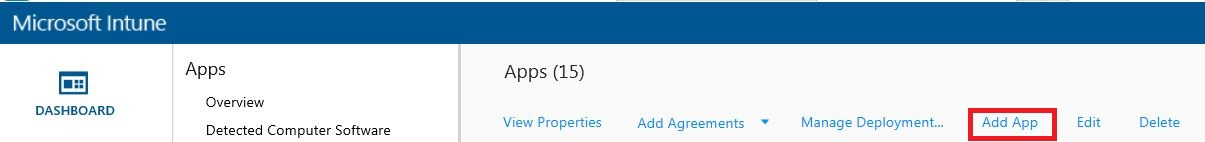 Microsoft Intune
DASHBOARD
Apps
Overview
Detected Computer Software
Apps (15)
View Properties Add Agreements Manage Deployment... Add App Edit Delete